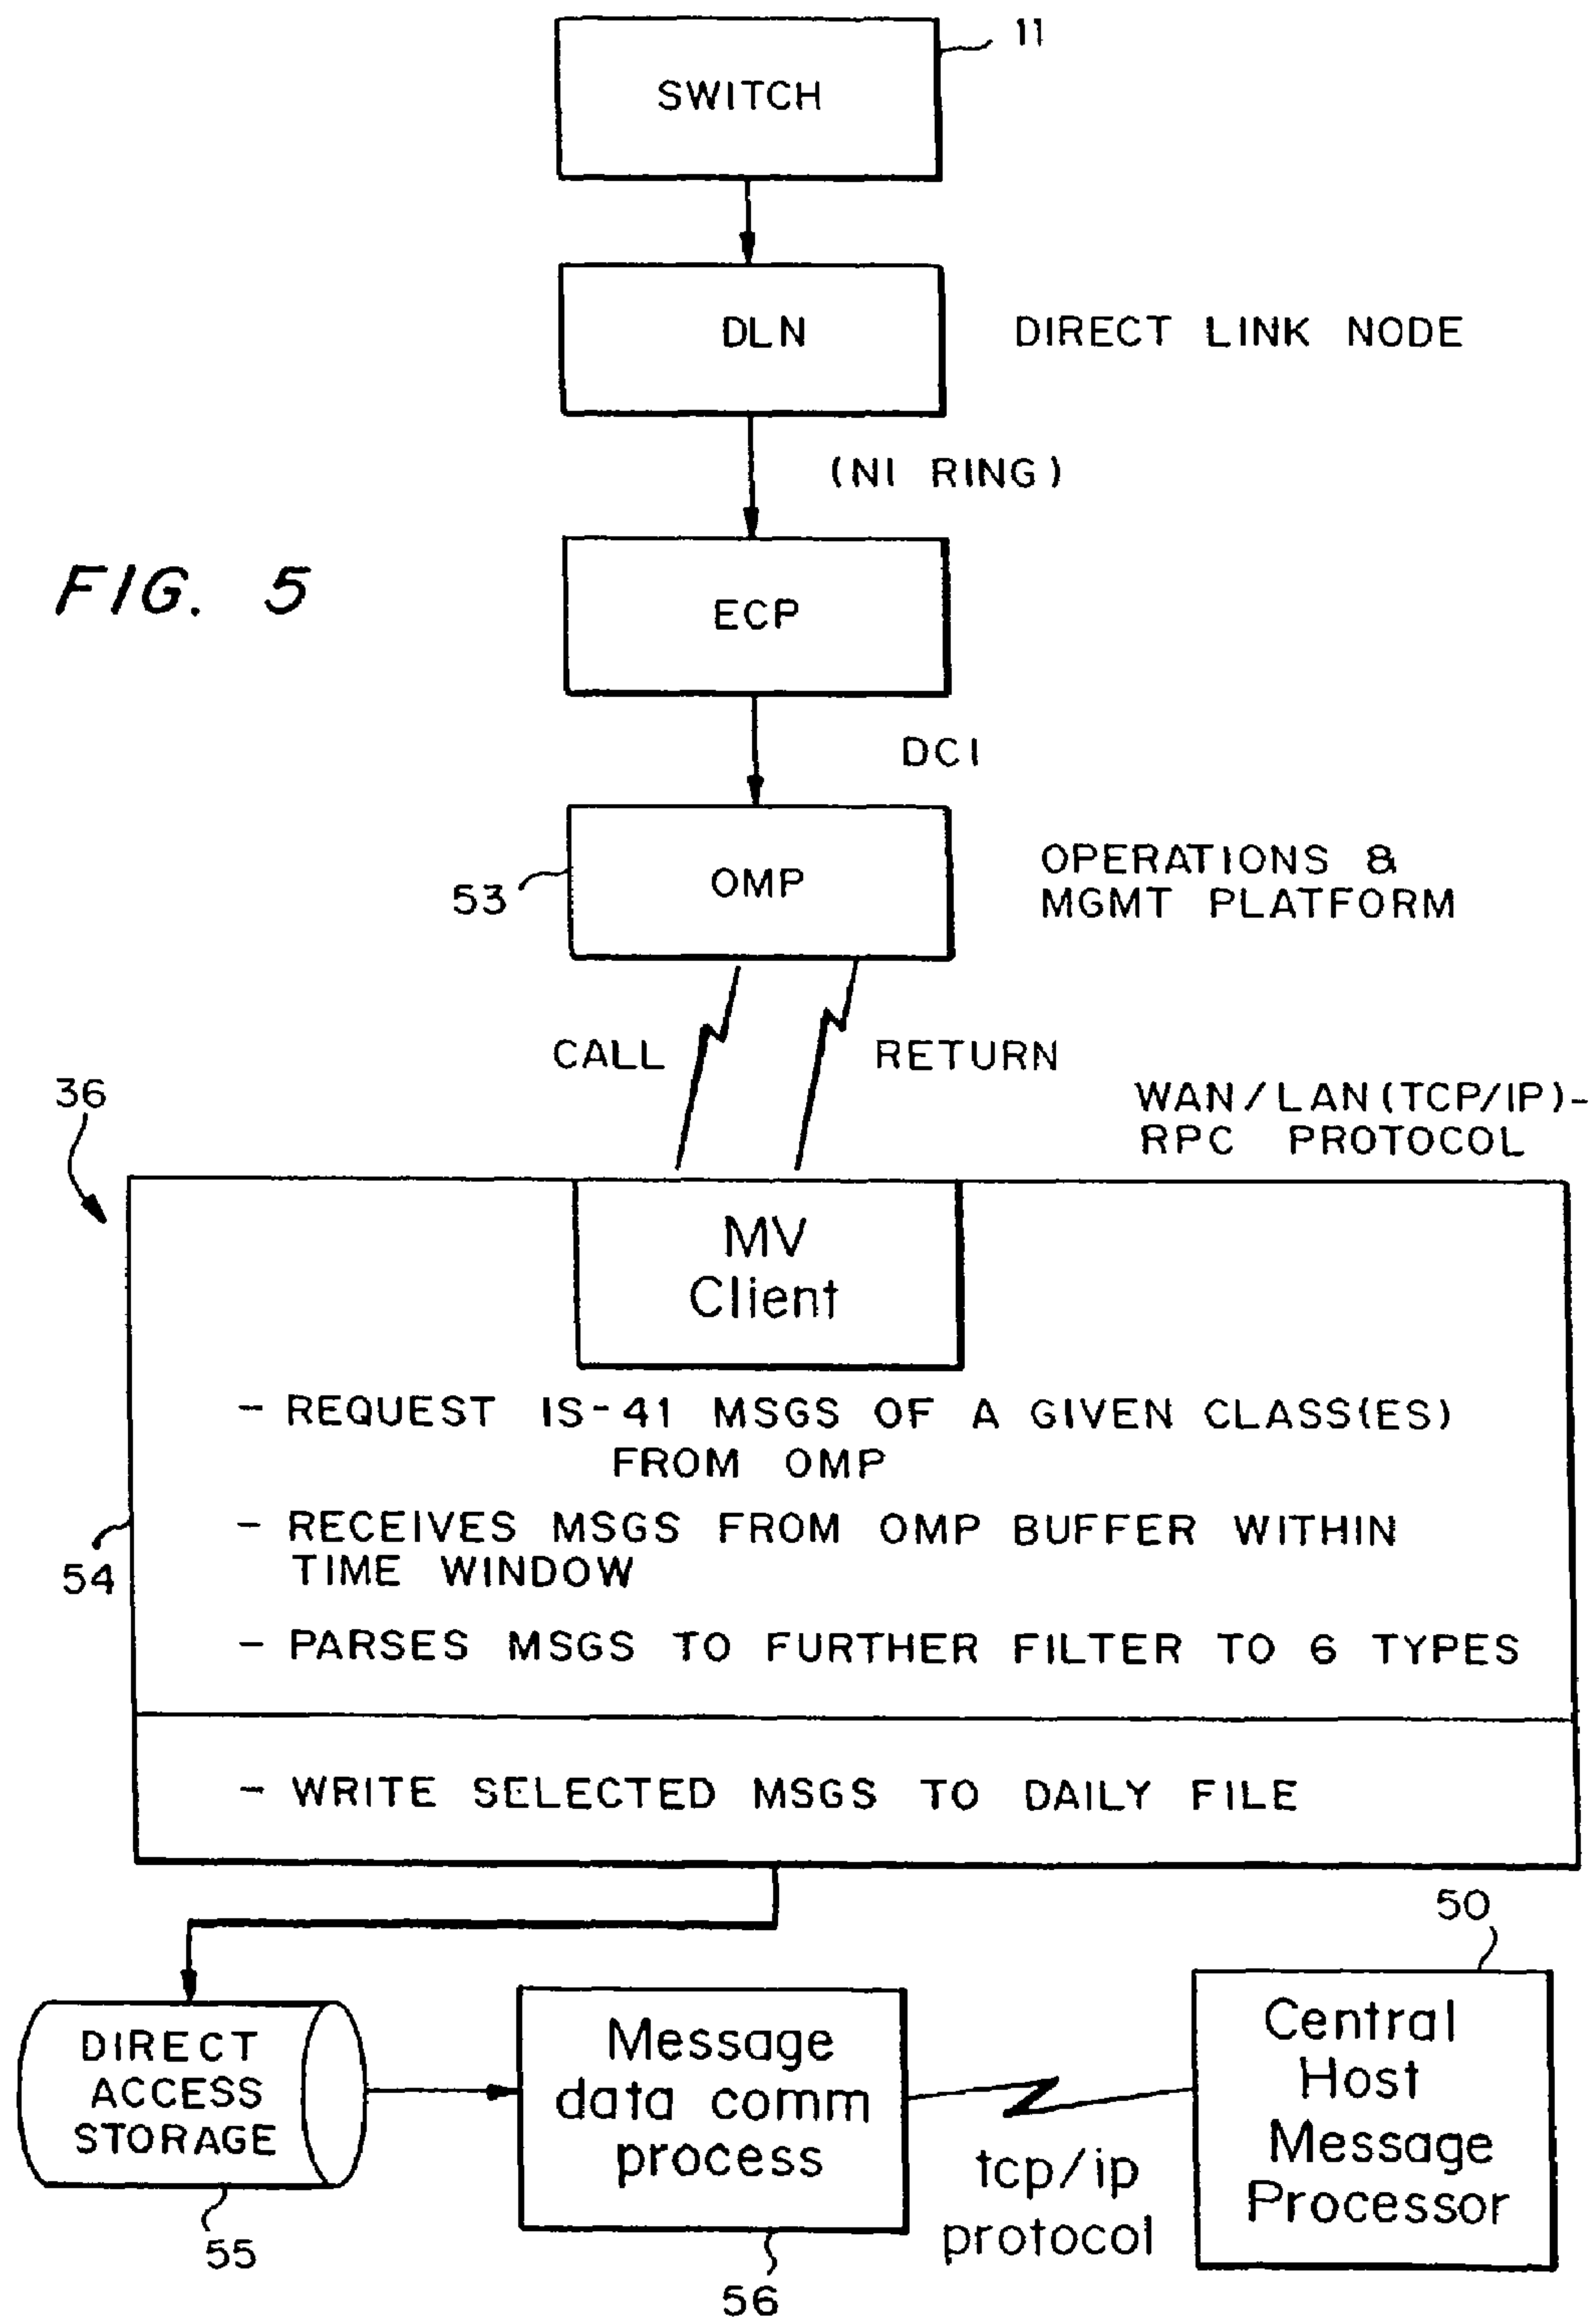 11
SWITCH
DLN
DIRECT LINK NODE
(NI RING)
FIG. 5
ECP
DCI
OMP
53
OPERATIONS &
MGMT PLATFORM
CALL
RETURN
36
WAN/LAN(TCP/IP)-
RPC PROTOCOL
MV
Client
- REQUEST IS-41 MSGS OF A GIVEN CLASS(ES)
FROM OMP
- RECEIVES MSGS FROM OMP BUFFER WITHIN
TIME WINDOW
54
- PARSES MSGS TO FURTHER FILTER TO 6 TYPES
- WRITE SELECTED MSGS TO DAILY FILE
50
DIRECT
ACCESS
STORAGE
55
Message
data comm
process
56
tcp/ip
protocol
Central
Host
Message
Processor